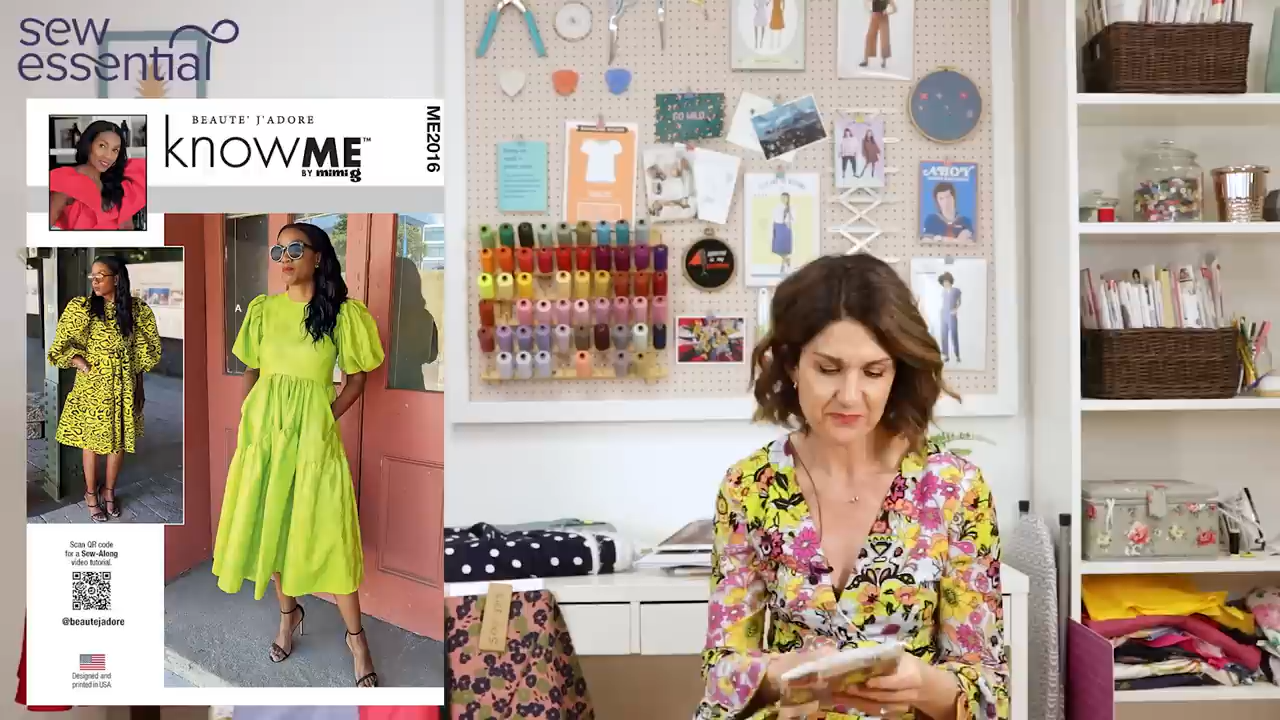 sew
essential
BEAUTE' J'ADORE
knowME™
BY mimi g
ME2016
Scan QR code
for a Sew-Along
video tutorial.
@beautejadore
Designed and
printed in USA
A
GO WILD
AHOY